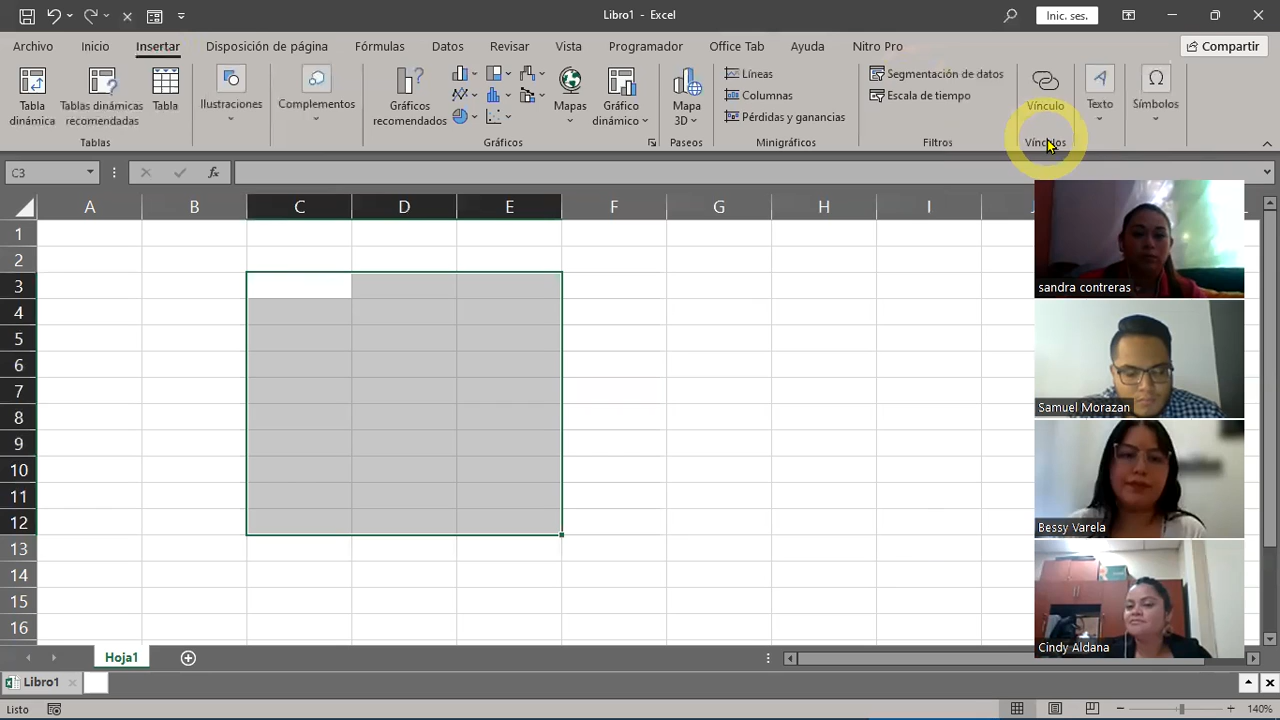 Libro1 - Excel
Inic. ses.
Archivo Inicio Insertar Disposición de página Fórmulas Datos Revisar Vista Programador Office Tab Ayuda Nitro Pro
Compartir
Tabla dinámica
Tablas dinámicas recomendadas
Tabla
Tablas
Ilustraciones
Complementos
Gráficos recomendados
Mapas
Gráfico dinámico
Gráficos
Mapa 3D
Paseos
Líneas
Columnas
Pérdidas y ganancias
Minigráficos
Segmentación de datos
Escala de tiempo
Filtros
Vínculo
Vínculos
Texto
Símbolos
C3
fx
A B C D E F G H I J L
1
2
3
4
5
6
7
8
9
10
11
12
13
14
15
16
sandra contreras
Samuel Morazan
Bessy Varela
Cindy Aldana
Hoja1
Libro1
Listo
140%